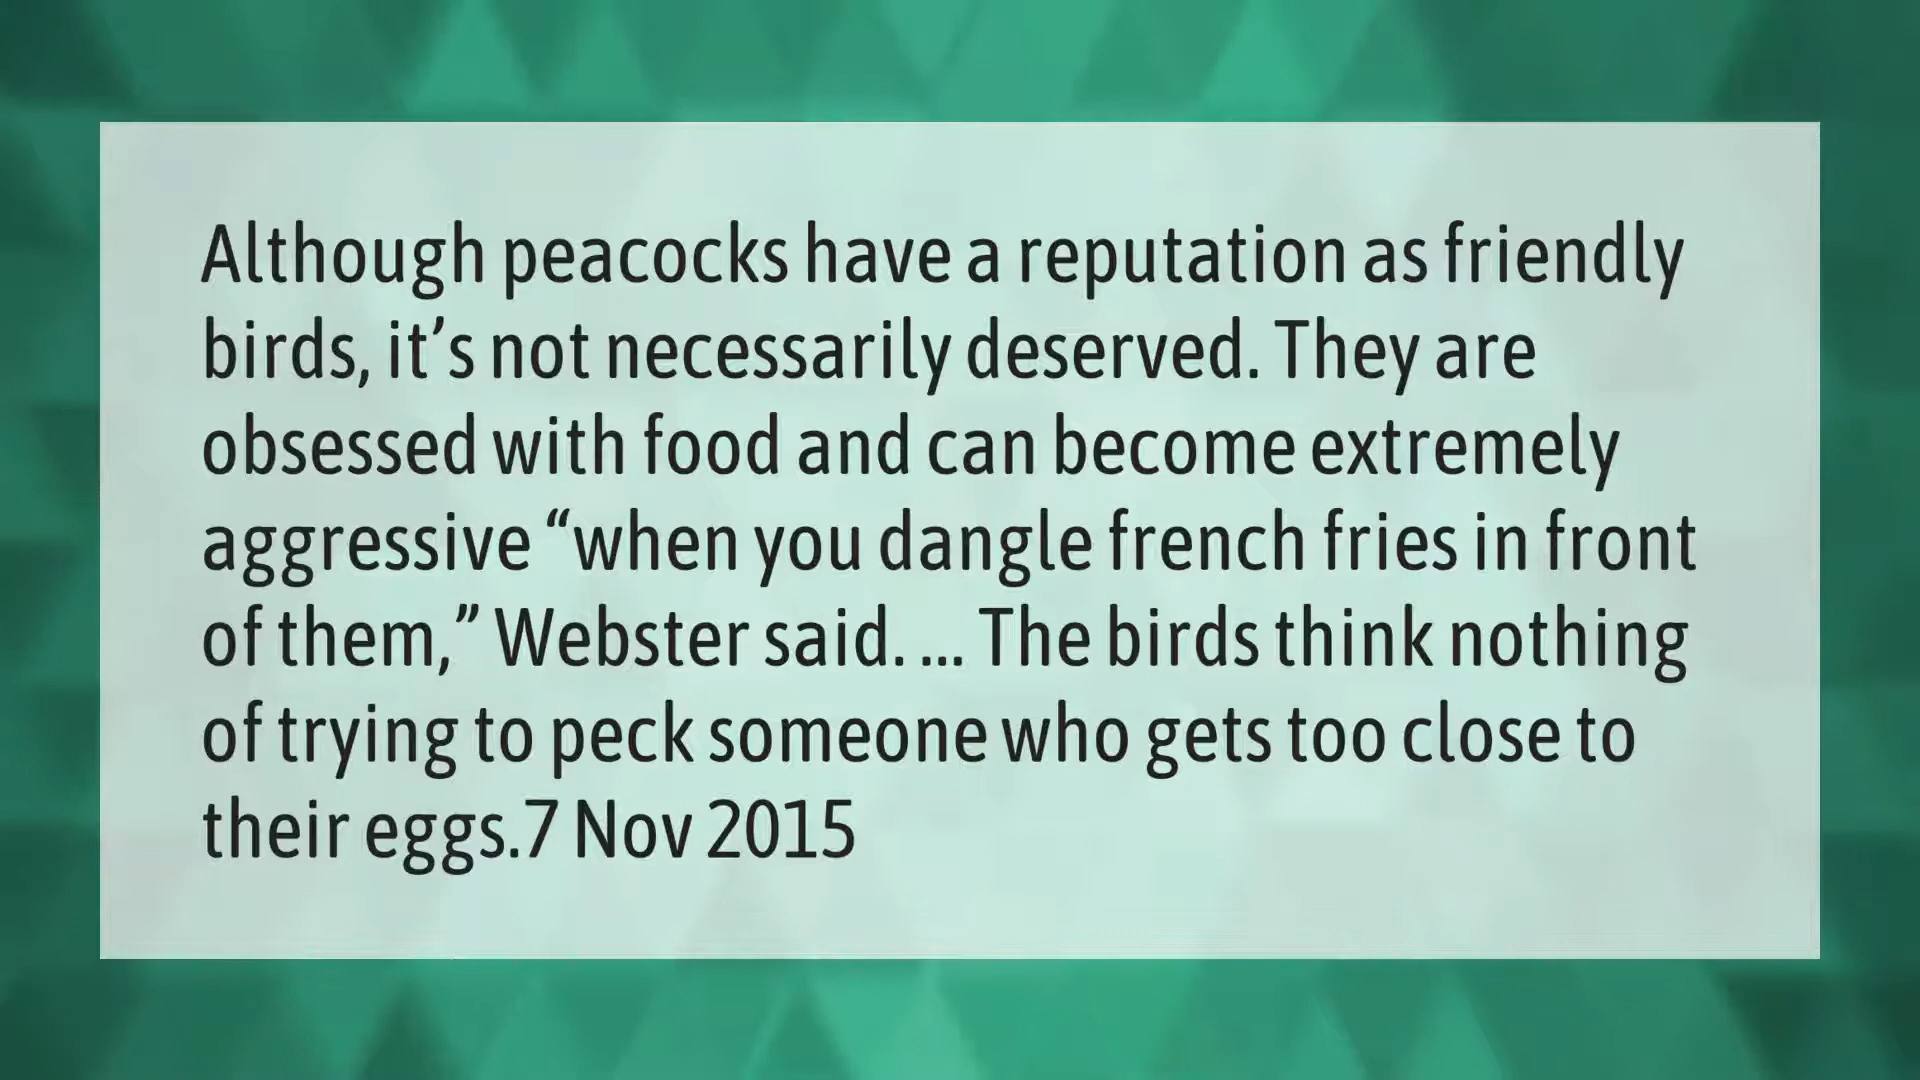 Although peacocks have a reputation as friendly
birds, it’s not necessarily deserved. They are
obsessed with food and can become extremely
aggressive “when you dangle french fries in front
of them,” Webster said. ... The birds think nothing
of trying to peck someone who gets too close to
their eggs.7 Nov 2015